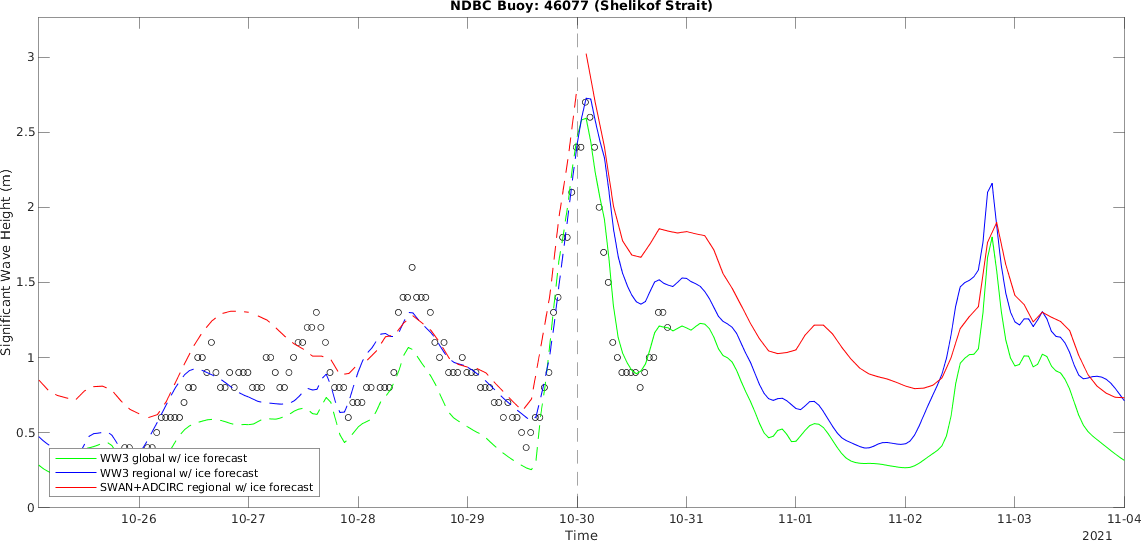 NDBC Buoy: 46077 (Shelikof Strait)
Significant Wave Height (m)
3
2.5
2
1.5
1
0.5
0
WW3 global w/ ice forecast
WW3 regional w/ ice forecast
SWAN+ADCIRC regional w/ ice forecast
10-26 10-27 10-28 10-29 10-30 10-31 11-01 11-02 11-03 11-04
Time 2021